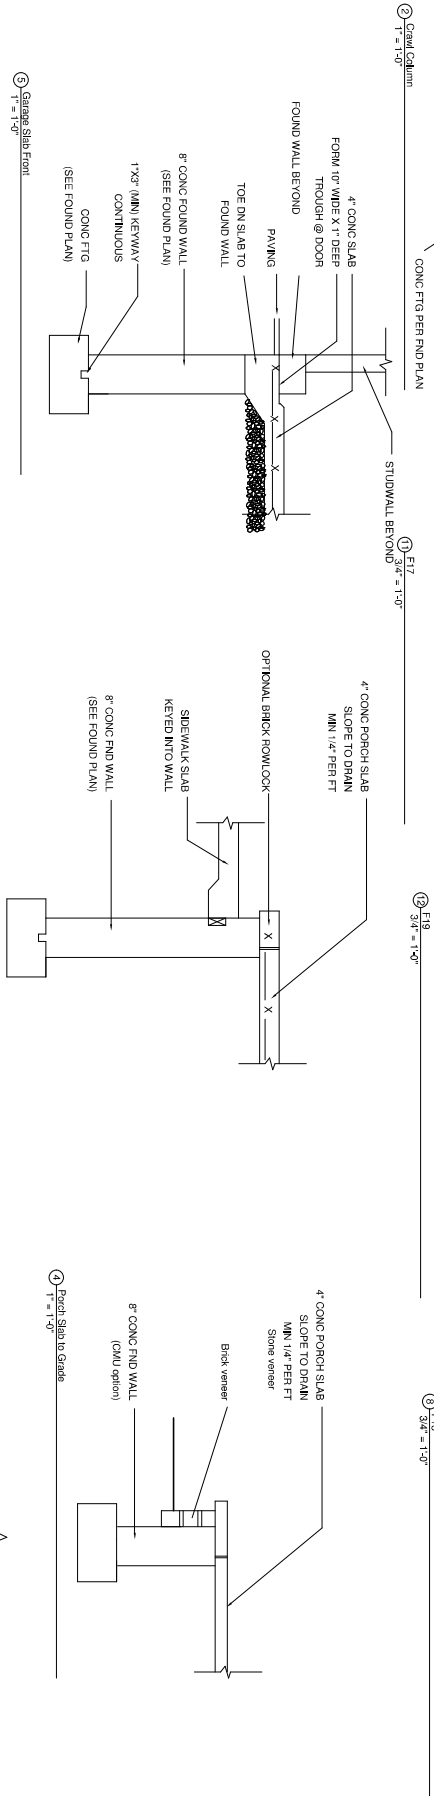 2 Crawl Column
1" = 1'-0"
CONC FTG PER FND PLAN
STUDWALL BEYOND
4" CONC SLAB
FORM 10" WIDE X 1" DEEP
TROUGH @ DOOR
FOUND WALL BEYOND
PAVING
TOE DN SLAB TO
FOUND WALL
8" CONC FOUND WALL
(SEE FOUND PLAN)
1"X3" (MIN) KEYWAY
CONTINUOUS
CONC FTG
(SEE FOUND PLAN)
X
X
X
5 Garage Slab Front
1" = 1'-0"
11 F17
3/4" = 1'-0"
4" CONC PORCH SLAB
SLOPE TO DRAIN
MIN 1/4" PER FT
OPTIONAL BRICK ROWLOCK
SIDEWALK SLAB
KEYED INTO WALL
8" CONC FND WALL
(SEE FOUND PLAN)
X
X
12 F19
3/4" = 1'-0"
4" CONC PORCH SLAB
SLOPE TO DRAIN
MIN 1/4" PER FT
Stone veneer
Brick veneer
8" CONC FND WALL
(CMU option)
4 Porch Slab to Grade
1" = 1'-0"
8
3/4" = 1'-0"